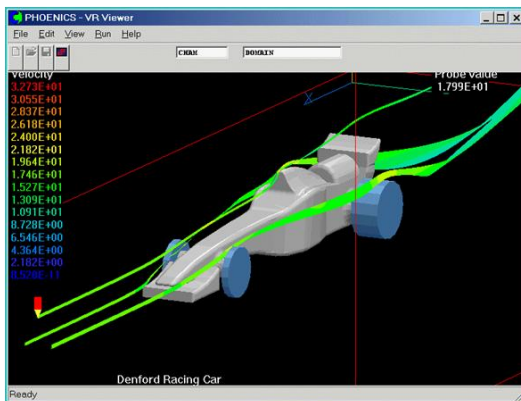 PHOENICS - VR Viewer
File Edit View Run Help
CHAM DOMAIN
Velocity
3.273E+01
3.055E+01
2.837E+01
2.618E+01
2.400E+01
2.182E+01
1.964E+01
1.746E+01
1.527E+01
1.309E+01
1.091E+01
8.728E+00
6.546E+00
4.364E+00
2.182E+00
Probe value
1.799E+01
X
Denford Racing Car
Ready